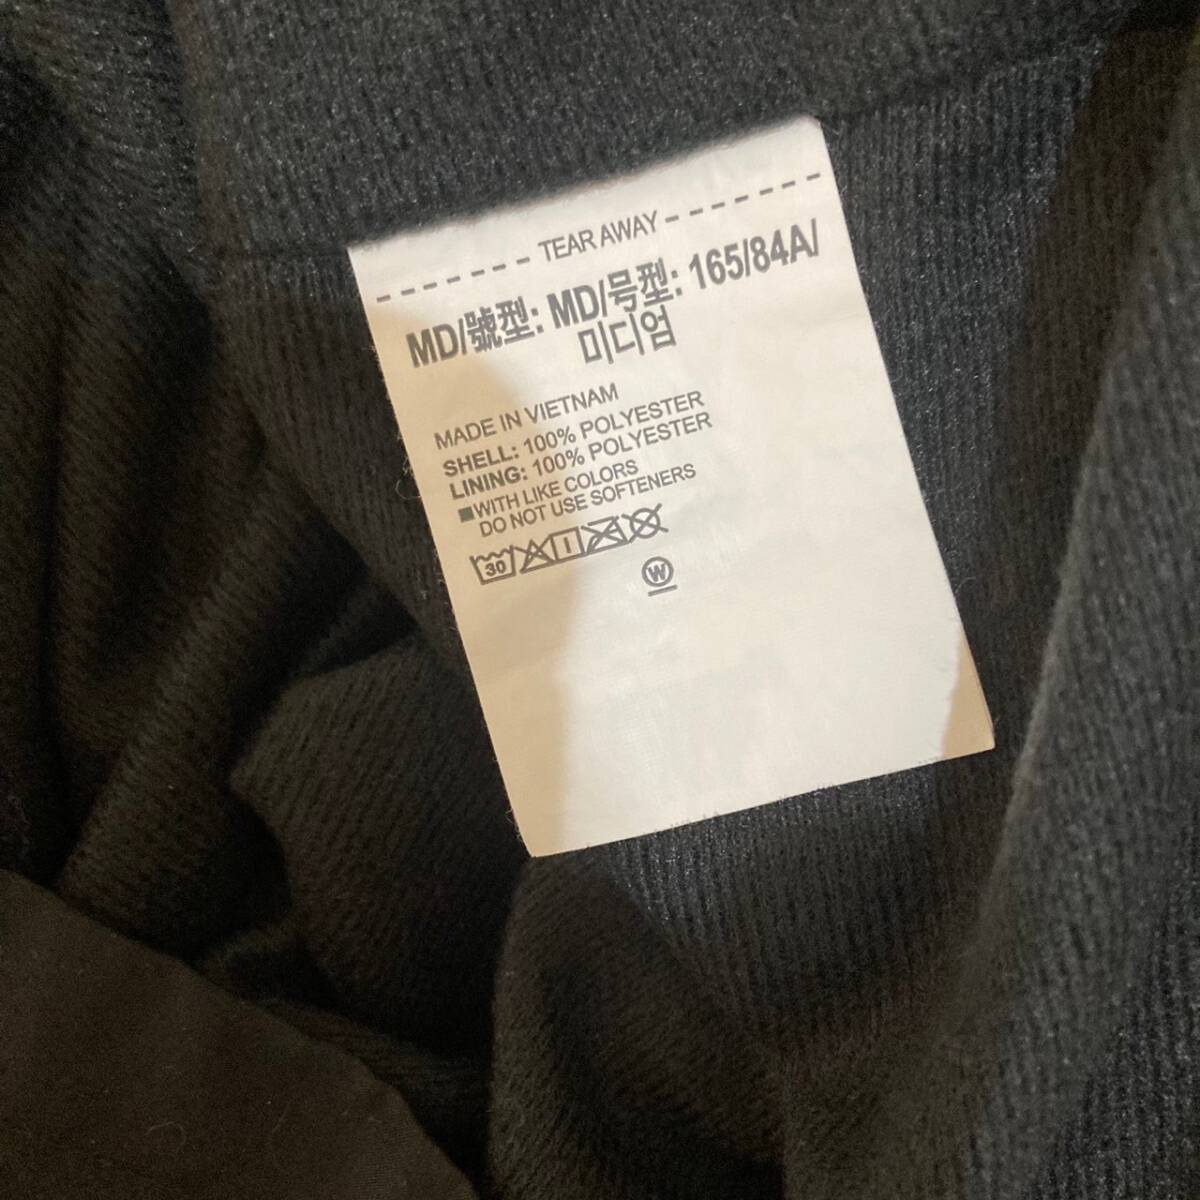 TEAR AWAY
MD/號型: MD/号型: 165/84A/
미디엄
MADE IN VIETNAM
SHELL: 100% POLYESTER
LINING: 100% POLYESTER
■WITH LIKE COLORS
DO NOT USE SOFTENERS
30
W